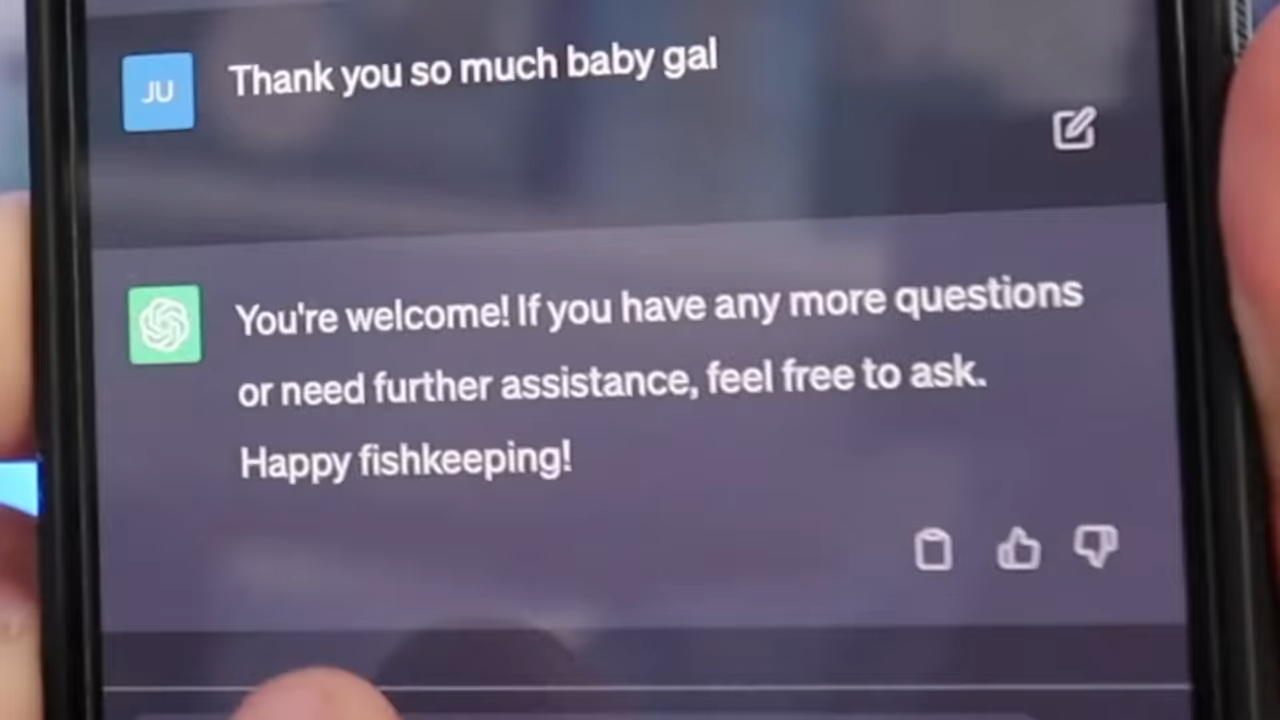 JU
Thank you so much baby gal
You're welcome! If you have any more questions
or need further assistance, feel free to ask.
Happy fishkeeping!